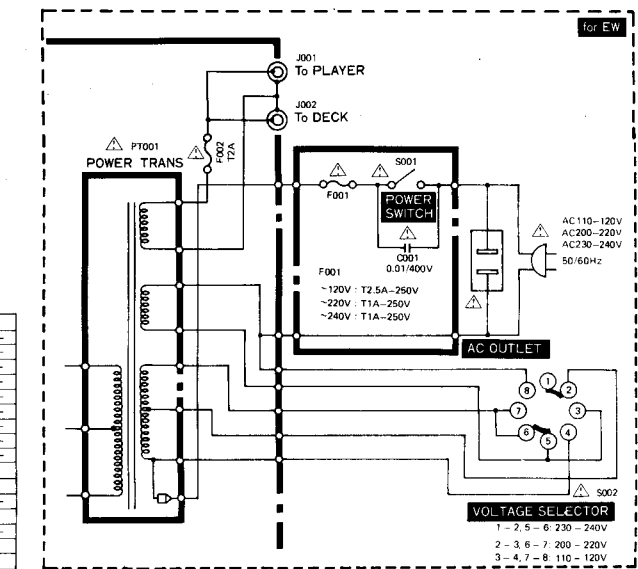 for EW
J001
To PLAYER
J002
To DECK
PT001
POWER TRANS
F002
T2A
S001
F001
POWER
SWITCH
C001
0.01/400V
F001
~120V : T2.5A-250V
~220V : T1A-250V
~240V : T1A-250V
AC110-120V
AC200-220V
AC230-240V
50/60Hz
AC OUTLET
1
2
3
4
5
6
7
8
S002
VOLTAGE SELECTOR
1 - 2, 5 - 6: 230 - 240V
2 - 3, 6 - 7: 200 - 220V
3 - 4, 7 - 8: 110 - 120V